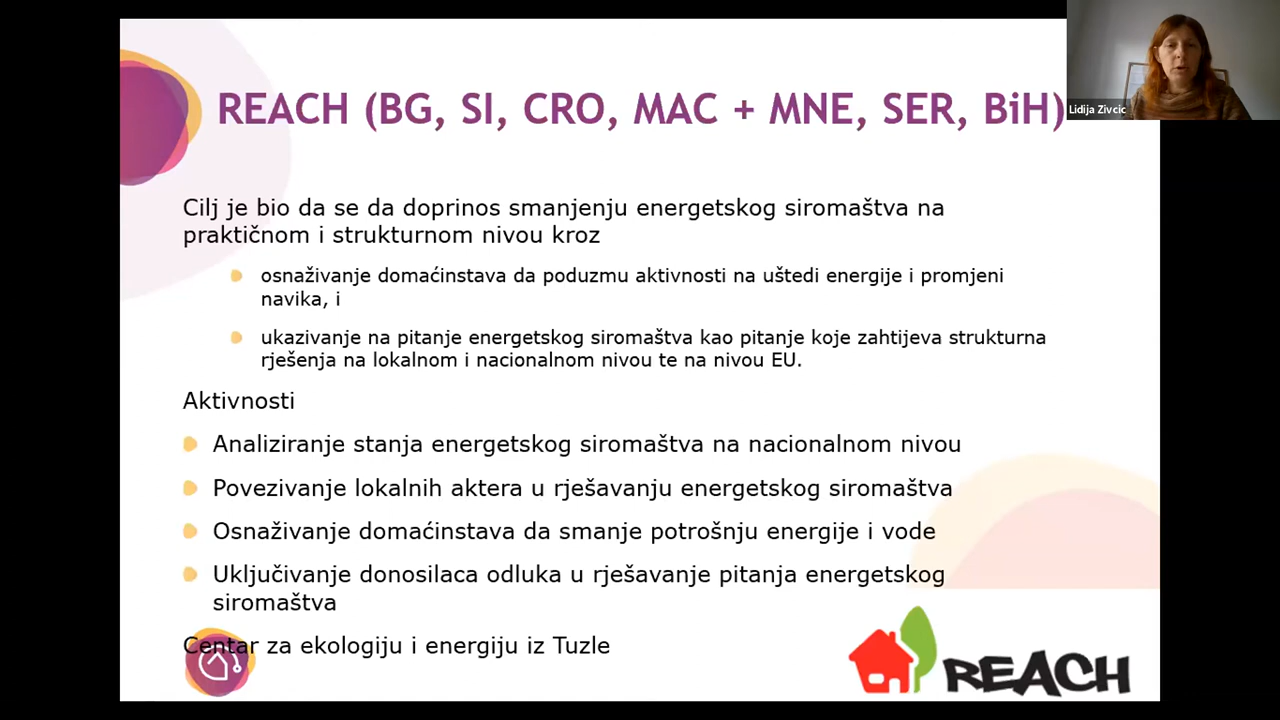 REACH (BG, SI, CRO, MAC + MNE, SER, BiH)
Lidija Zivcic
Cilj je bio da se da doprinos smanjenju energetskog siromaštva na
praktičnom i strukturnom nivou kroz
osnaživanje domaćinstava da poduzmu aktivnosti na uštedi energije i promjeni
navika, i
ukazivanje na pitanje energetskog siromaštva kao pitanje koje zahtijeva strukturna
rješenja na lokalnom i nacionalnom nivou te na nivou EU.
Aktivnosti
Analiziranje stanja energetskog siromaštva na nacionalnom nivou
Povezivanje lokalnih aktera u rješavanju energetskog siromaštva
Osnaživanje domaćinstava da smanje potrošnju energije i vode
Uključivanje donosilaca odluka u rješavanje pitanja energetskog
siromaštva
Centar za ekologiju i energiju iz Tuzle
REACH